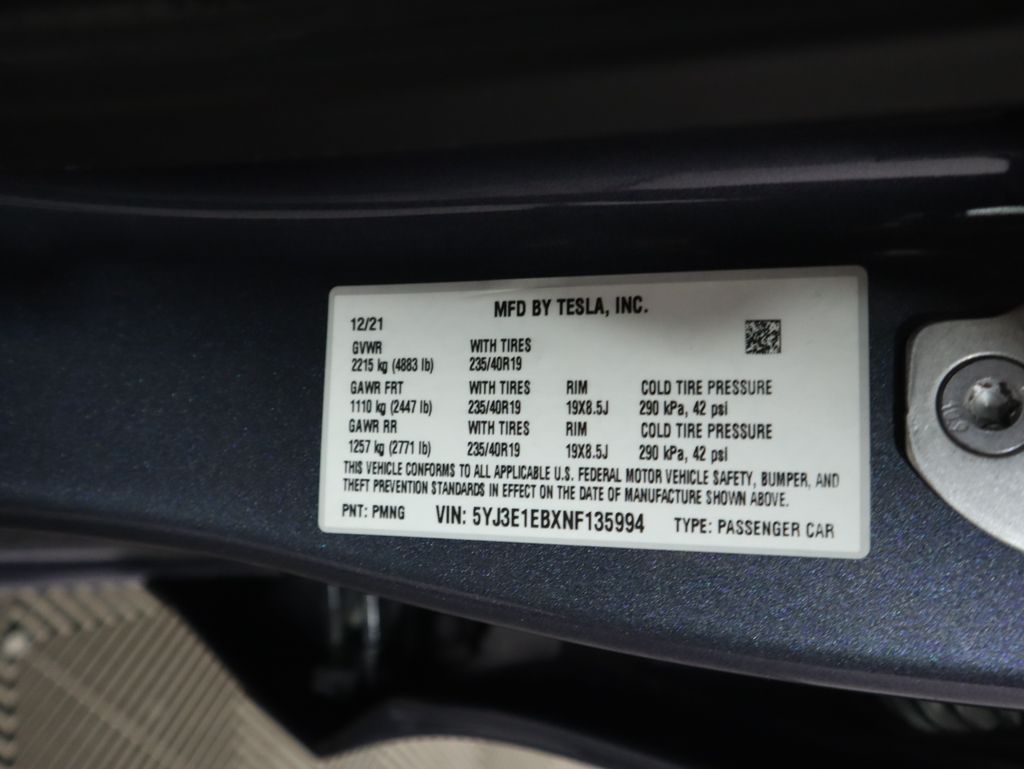 MFD BY TESLA, INC.
12/21
GVWR WITH TIRES
2215 kg (4883 lb) 235/40R19
GAWR FRT WITH TIRES RIM COLD TIRE PRESSURE
1110 kg (2447 lb) 235/40R19 19X8.5J 290 kPa, 42 psi
GAWR RR WITH TIRES RIM COLD TIRE PRESSURE
1257 kg (2771 lb) 235/40R19 19X8.5J 290 kPa, 42 psi
THIS VEHICLE CONFORMS TO ALL APPLICABLE U.S. FEDERAL MOTOR VEHICLE SAFETY, BUMPER, AND
THEFT PREVENTION STANDARDS IN EFFECT ON THE DATE OF MANUFACTURE SHOWN ABOVE.
PNT: PMNG VIN: 5YJ3E1EBXNF135994 TYPE: PASSENGER CAR